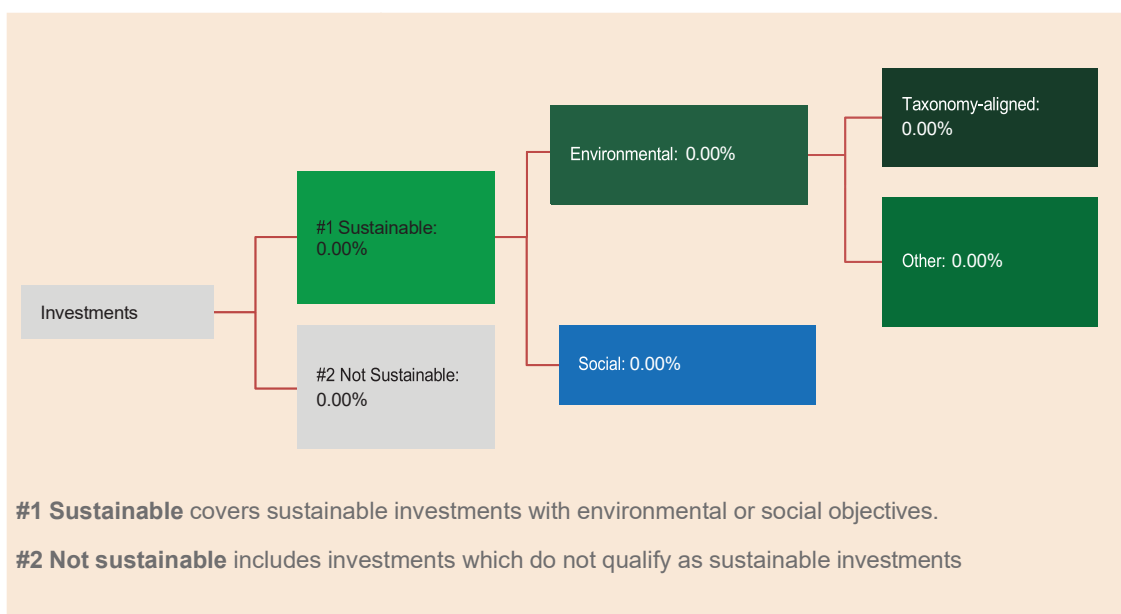 Investments
#1 Sustainable:
0.00%
#2 Not Sustainable:
0.00%
Environmental: 0.00%
Social: 0.00%
Taxonomy-aligned:
0.00%
Other: 0.00%
#1 Sustainable covers sustainable investments with environmental or social objectives.
#2 Not sustainable includes investments which do not qualify as sustainable investments